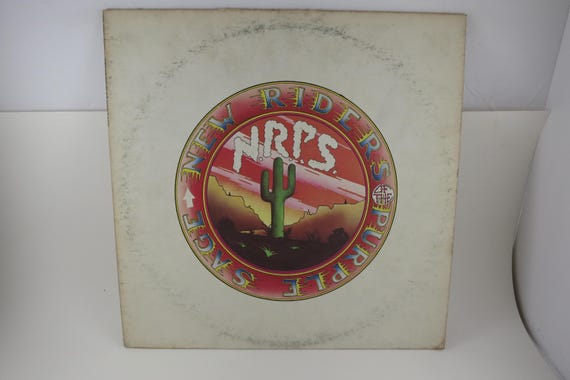 NEW RIDERS OF THE PURPLE SAGE
N.R.P.S.